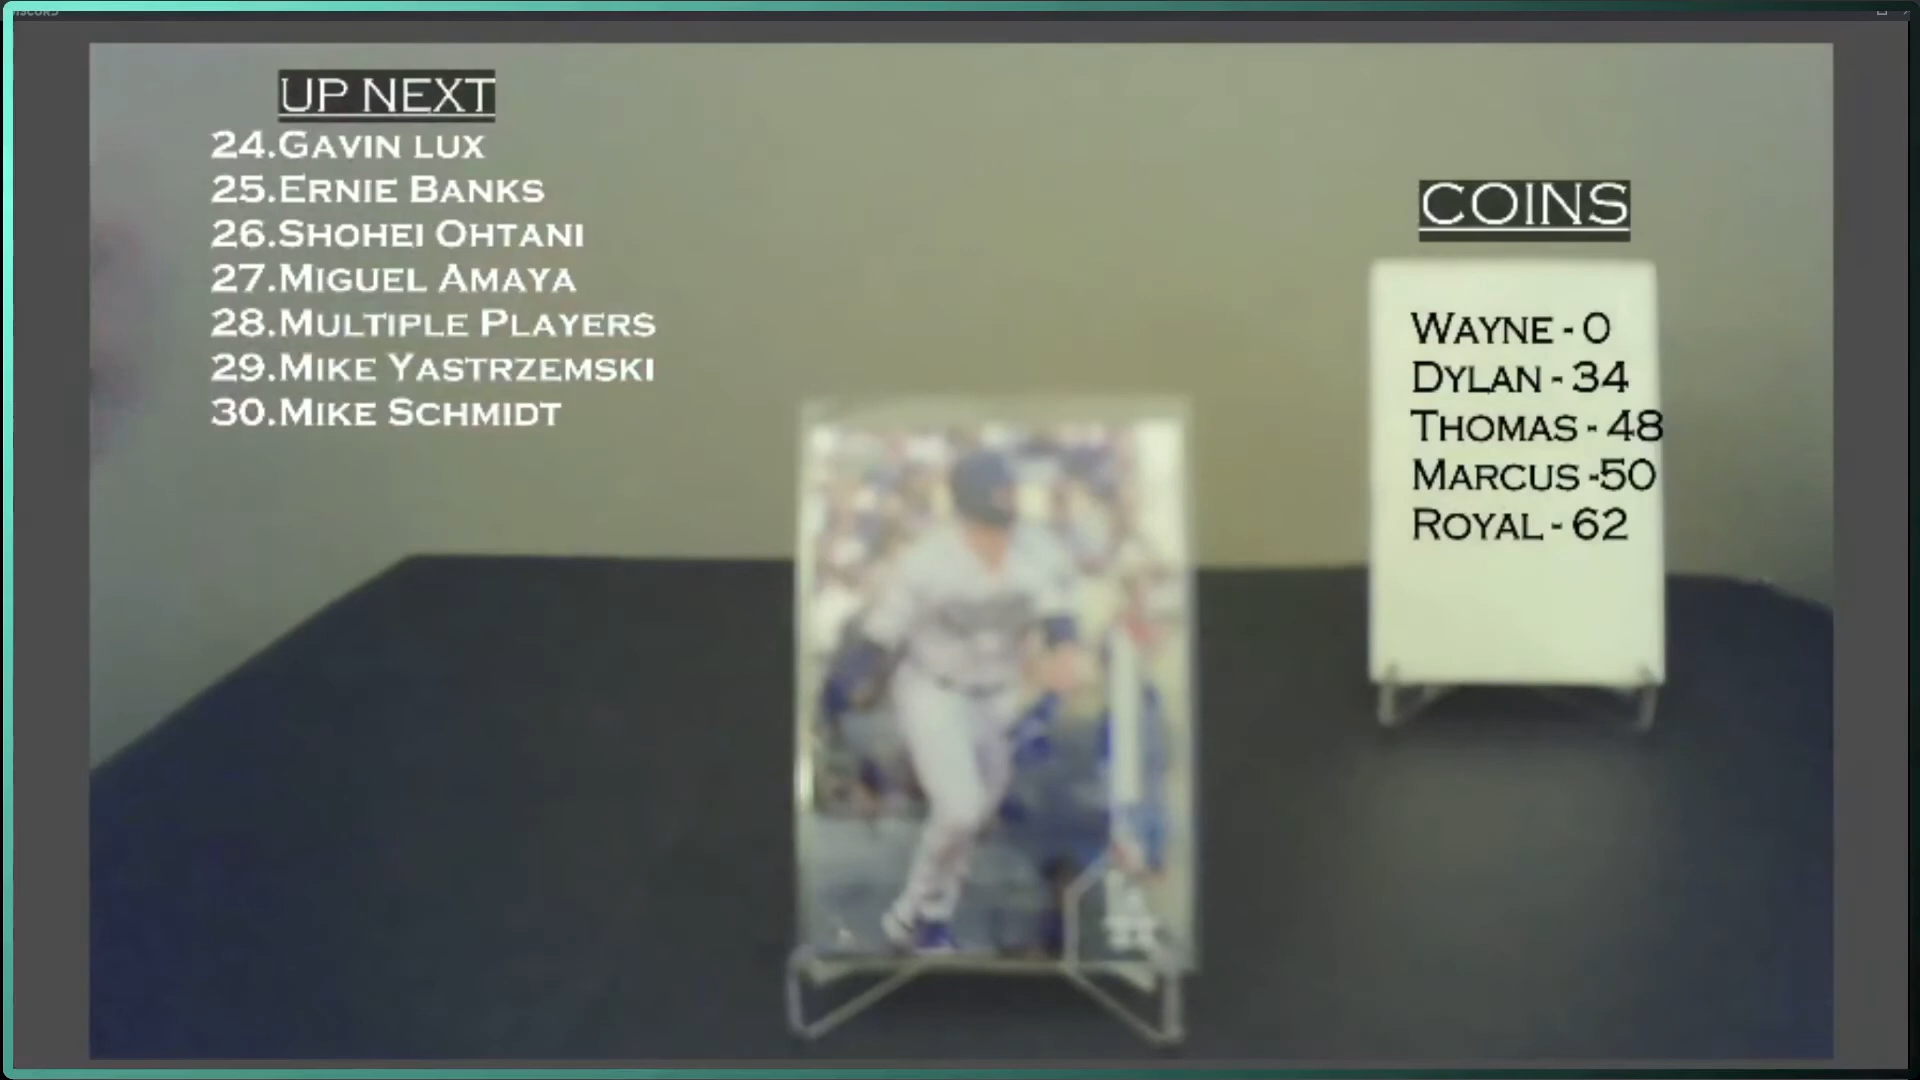 UP NEXT
24.GAVIN LUX
25.ERNIE BANKS
26.SHOHEI OHTANI
27.MIGUEL AMAYA
28.MULTIPLE PLAYERS
29.MIKE YASTRZEMSKI
30.MIKE SCHMIDT
COINS
WAYNE - 0
DYLAN - 34
THOMAS - 48
MARCUS -50
ROYAL - 62